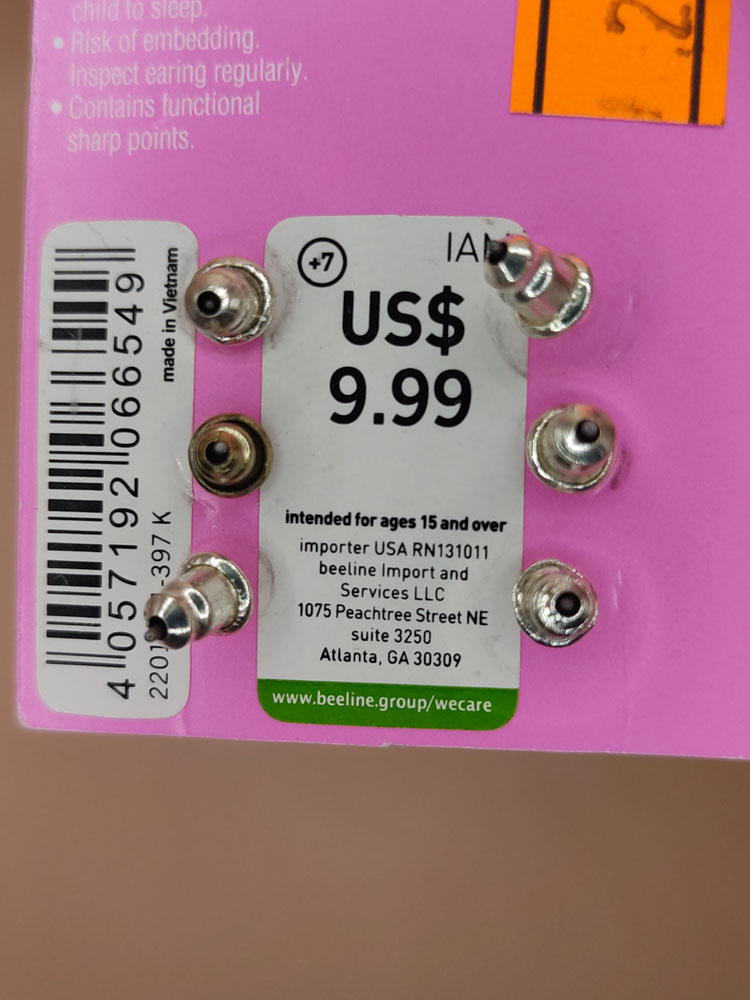 child to sleep.
• Risk of embedding.
Inspect earing regularly.
• Contains functional
sharp points.
.2
4 057192 066549
made in Vietnam
+7
US$
9.99
intended for ages 15 and over
importer USA RN131011
beeline Import and
Services LLC
1075 Peachtree Street NE
suite 3250
Atlanta, GA 30309
www.beeline.group/wecare